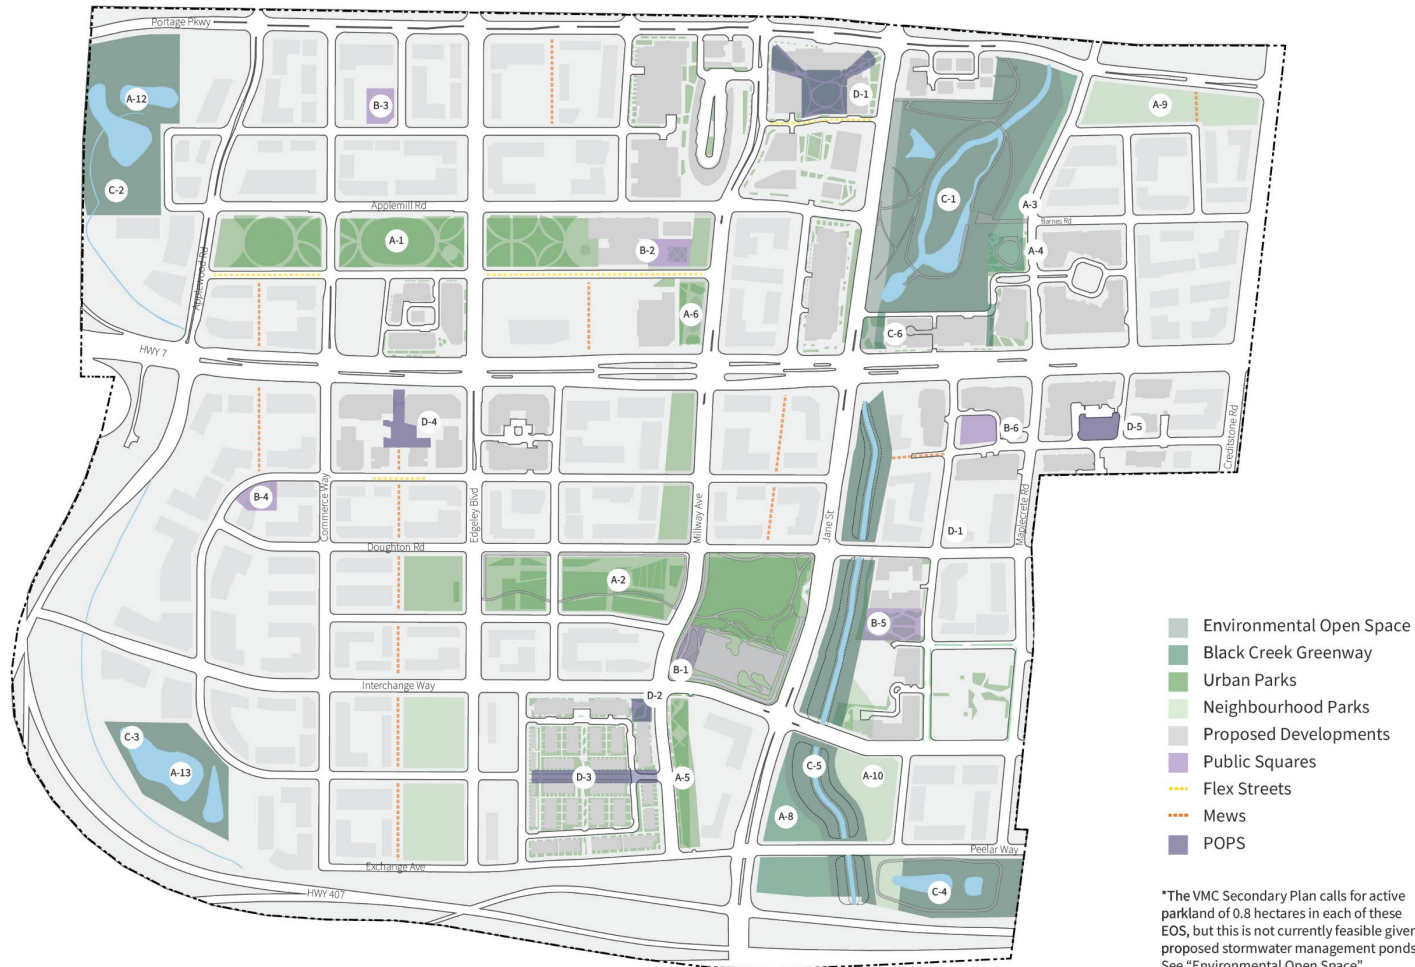 Portage Pkwy
A-12
B-3
D-1
A-9
C-2
C-1
A-3
Applemill Rd
Barnes Rd
A-1
B-2
A-4
Applewood Rd
A-6
C-6
HWY 7
D-4
B-6
D-5
Creditstone Rd
B-4
Commerce Way
Edgeley Blvd
Millway Ave
Jane St
Maplecrete Rd
D-1
Doughton Rd
A-2
B-5
B-1
Interchange Way
D-2
C-3
A-13
D-3
A-5
C-5
A-10
A-8
Peelar Way
Exchange Ave
HWY 407
C-4
Environmental Open Space
Black Creek Greenway
Urban Parks
Neighbourhood Parks
Proposed Developments
Public Squares
Flex Streets
Mews
POPS
*The VMC Secondary Plan calls for active
parkland of 0.8 hectares in each of these
EOS, but this is not currently feasible given
proposed stormwater management ponds
See “Environmental Open Space”